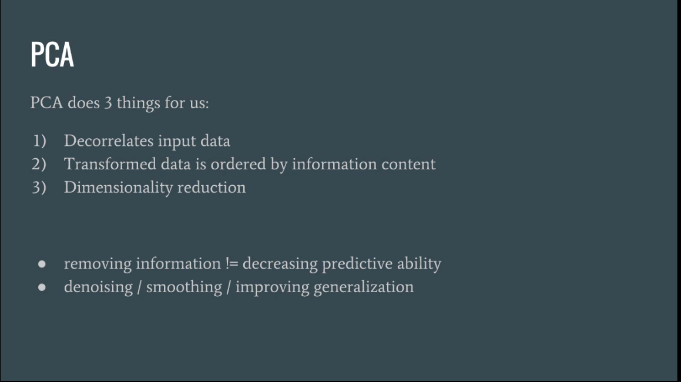 PCA
PCA does 3 things for us:
1) Decorrelates input data
2) Transformed data is ordered by information content
3) Dimensionality reduction
● removing information != decreasing predictive ability
● denoising / smoothing / improving generalization